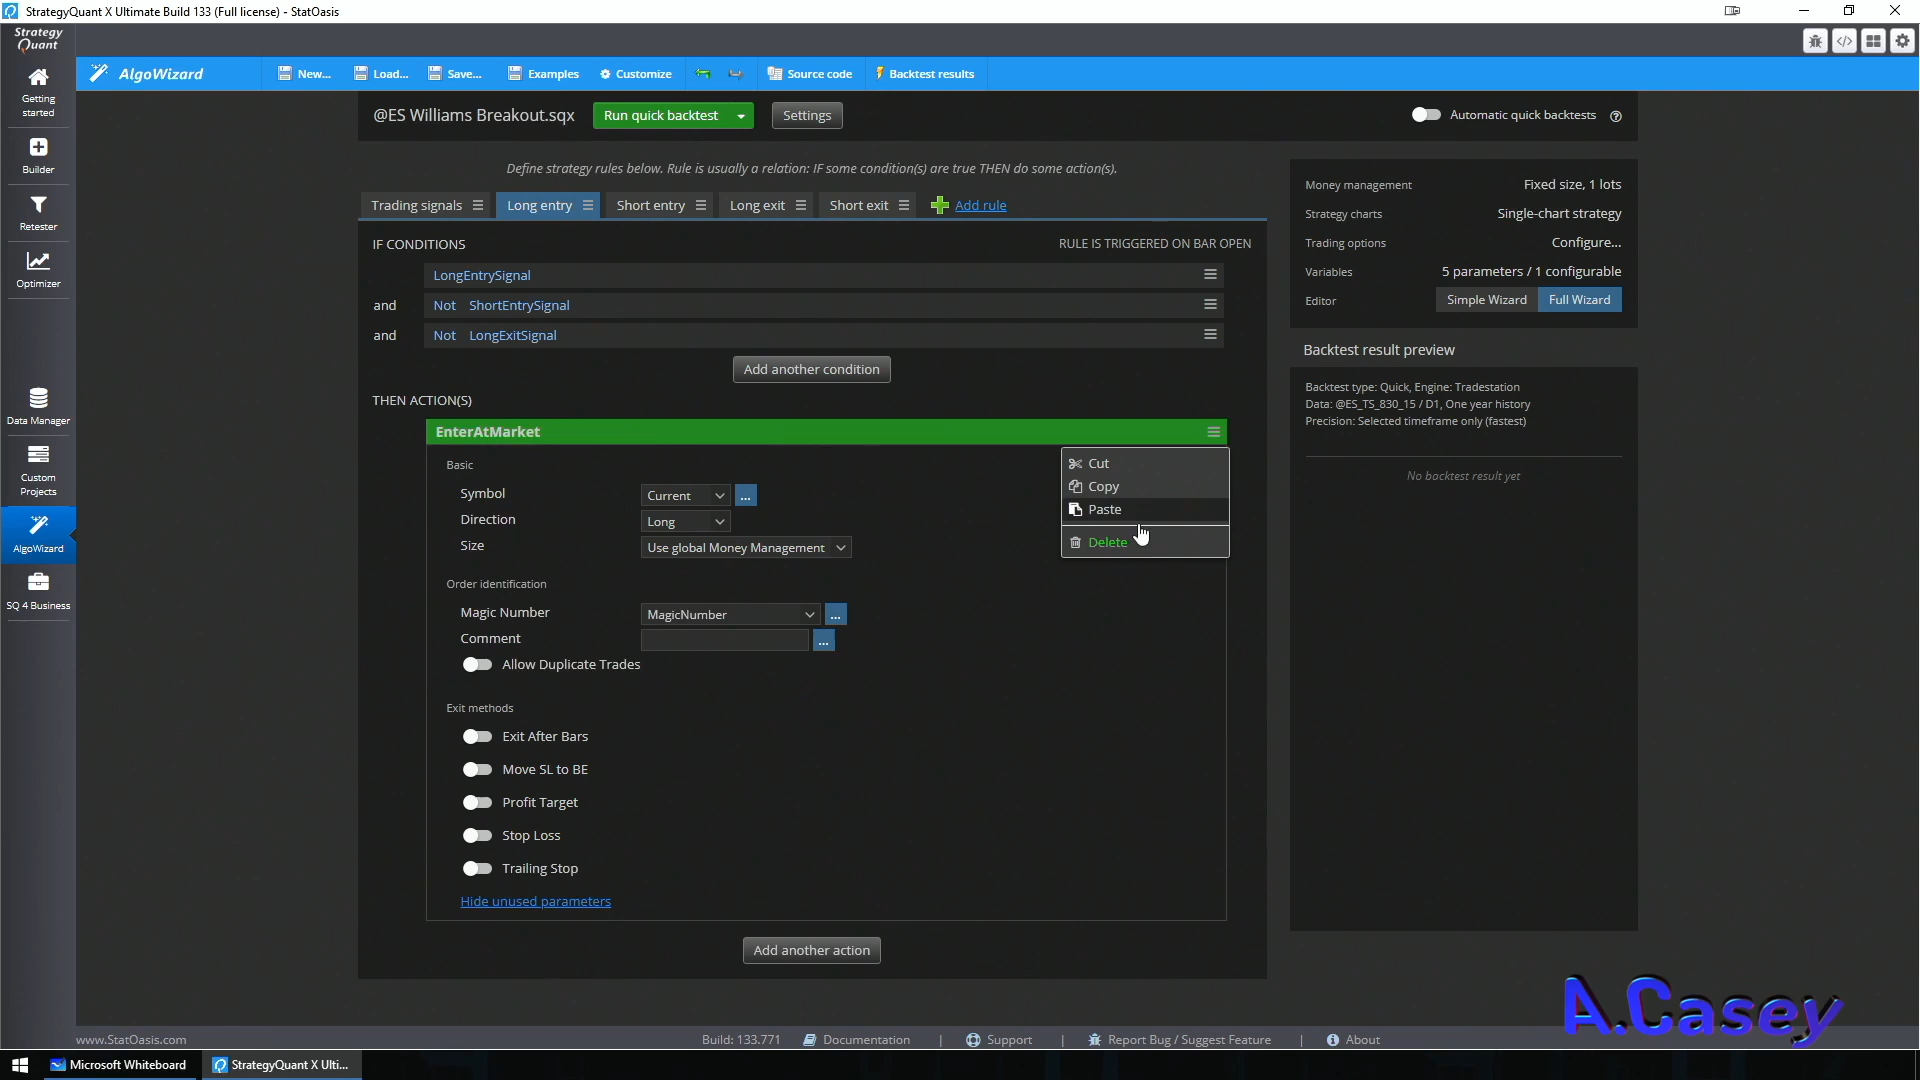 StrategyQuant X Ultimate Build 133 (Full license) - StatOasis
Strategy
Quant
AlgoWizard
New...
Load...
Save...
Examples
Customize
Source code
Backtest results
Getting
started
Builder
Retester
Optimizer
Data Manager
Custom
Projects
AlgoWizard
SQ 4 Business
@ES Williams Breakout.sqx
Run quick backtest
Settings
Automatic quick backtests
Define strategy rules below. Rule is usually a relation: IF some condition(s) are true THEN do some action(s).
Trading signals
Long entry
Short entry
Long exit
Short exit
Add rule
IF CONDITIONS
RULE IS TRIGGERED ON BAR OPEN
LongEntrySignal
and Not ShortEntrySignal
and Not LongExitSignal
Add another condition
THEN ACTION(S)
EnterAtMarket
Basic
Symbol Current ...
Direction Long
Size Use global Money Management
Order identification
Magic Number MagicNumber ...
Comment ...
Allow Duplicate Trades
Exit methods
Exit After Bars
Move SL to BE
Profit Target
Stop Loss
Trailing Stop
Hide unused parameters
Add another action
Cut
Copy
Paste
Delete
Money management Fixed size, 1 lots
Strategy charts Single-chart strategy
Trading options Configure...
Variables 5 parameters / 1 configurable
Editor Simple Wizard Full Wizard
Backtest result preview
Backtest type: Quick, Engine: Tradestation
Data: @ES_TS_830_15 / D1, One year history
Precision: Selected timeframe only (fastest)
No backtest result yet
A.Casey
www.StatOasis.com
Build: 133.771
Documentation
|
Support
|
Report Bug / Suggest Feature
|
About
Microsoft Whiteboard
StrategyQuant X Ulti...